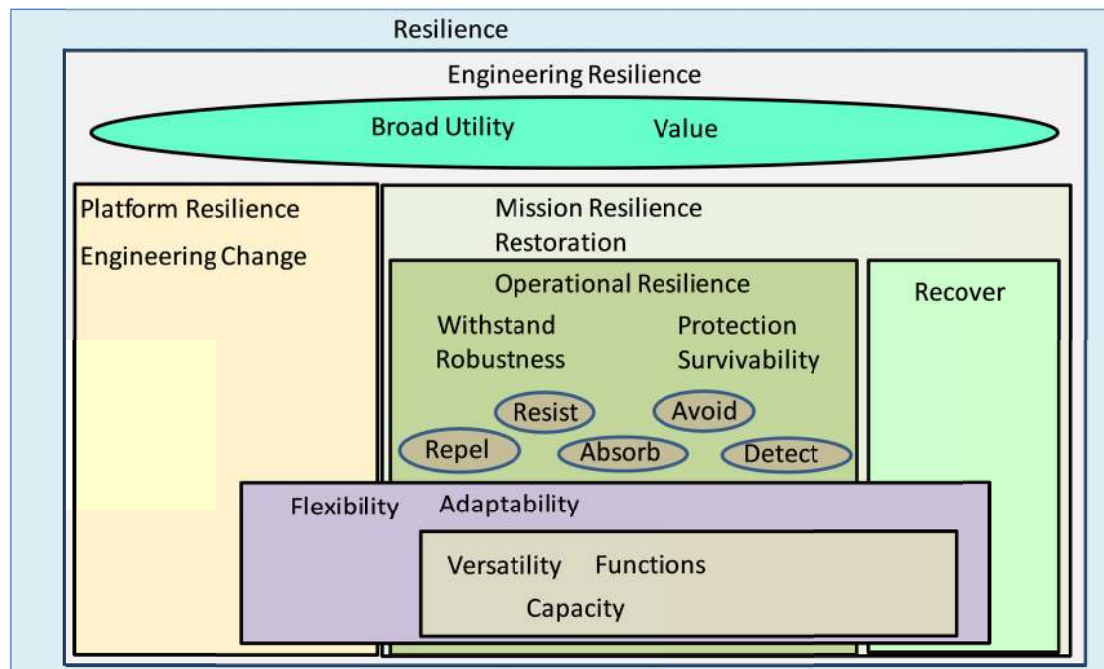 Resilience
Engineering Resilience
Broad Utility Value
Platform Resilience
Engineering Change
Mission Resilience
Restoration
Operational Resilience
Withstand Protection
Robustness Survivability
Resist Avoid
Repel Absorb Detect
Recover
Flexibility Adaptability
Versatility Functions
Capacity